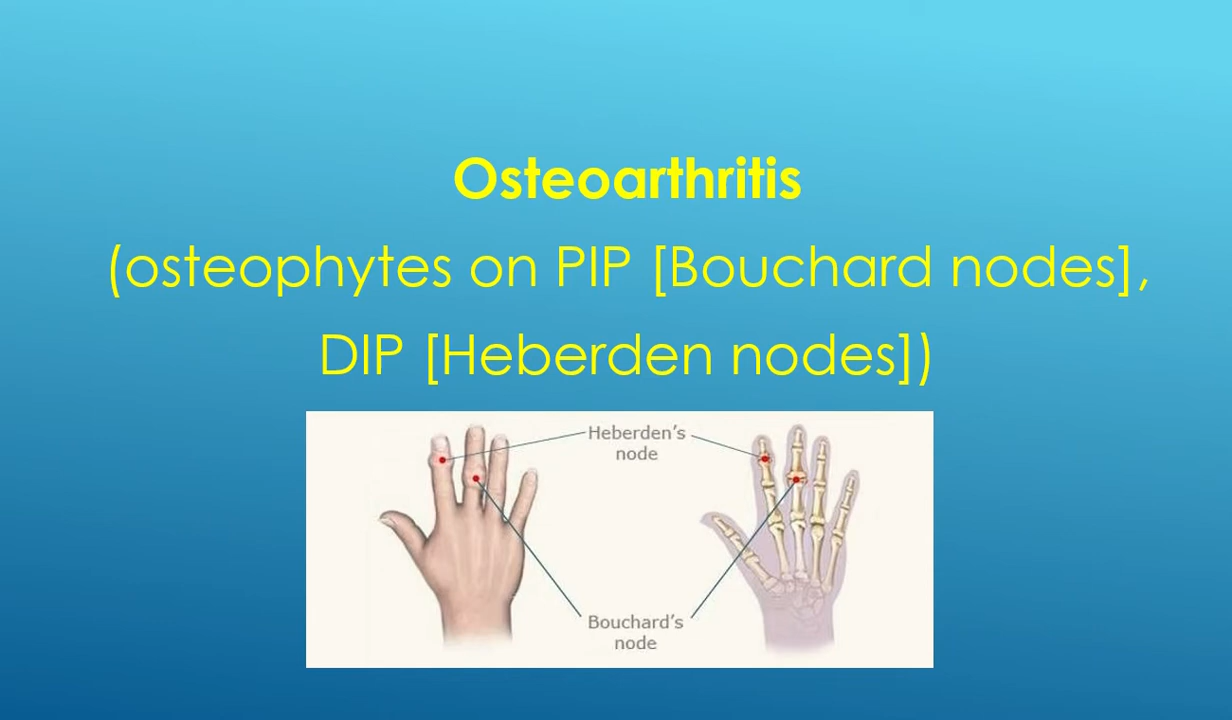 Osteoarthritis
(osteophytes on PIP [Bouchard nodes],
DIP [Heberden nodes])
Heberden's
node
Bouchard's
node